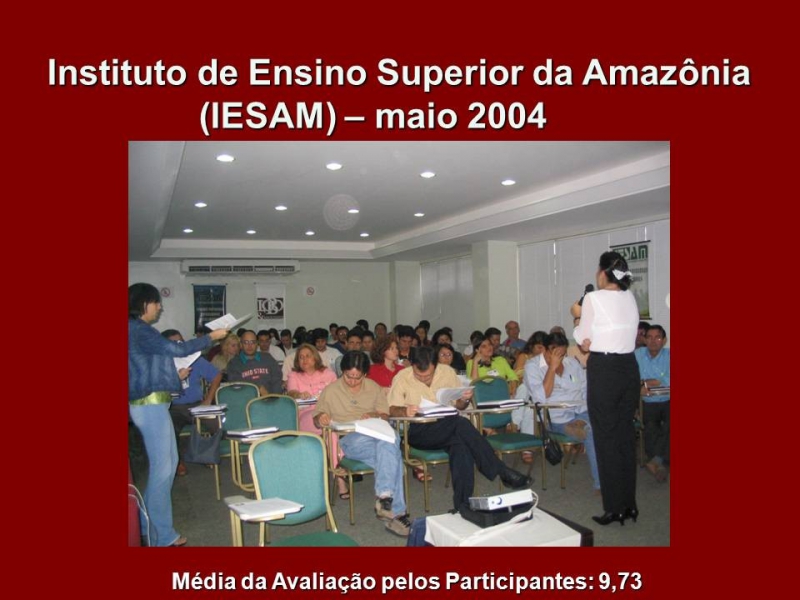 Instituto de Ensino Superior da Amazônia
(IESAM) – maio 2004
Média da Avaliação pelos Participantes: 9,73